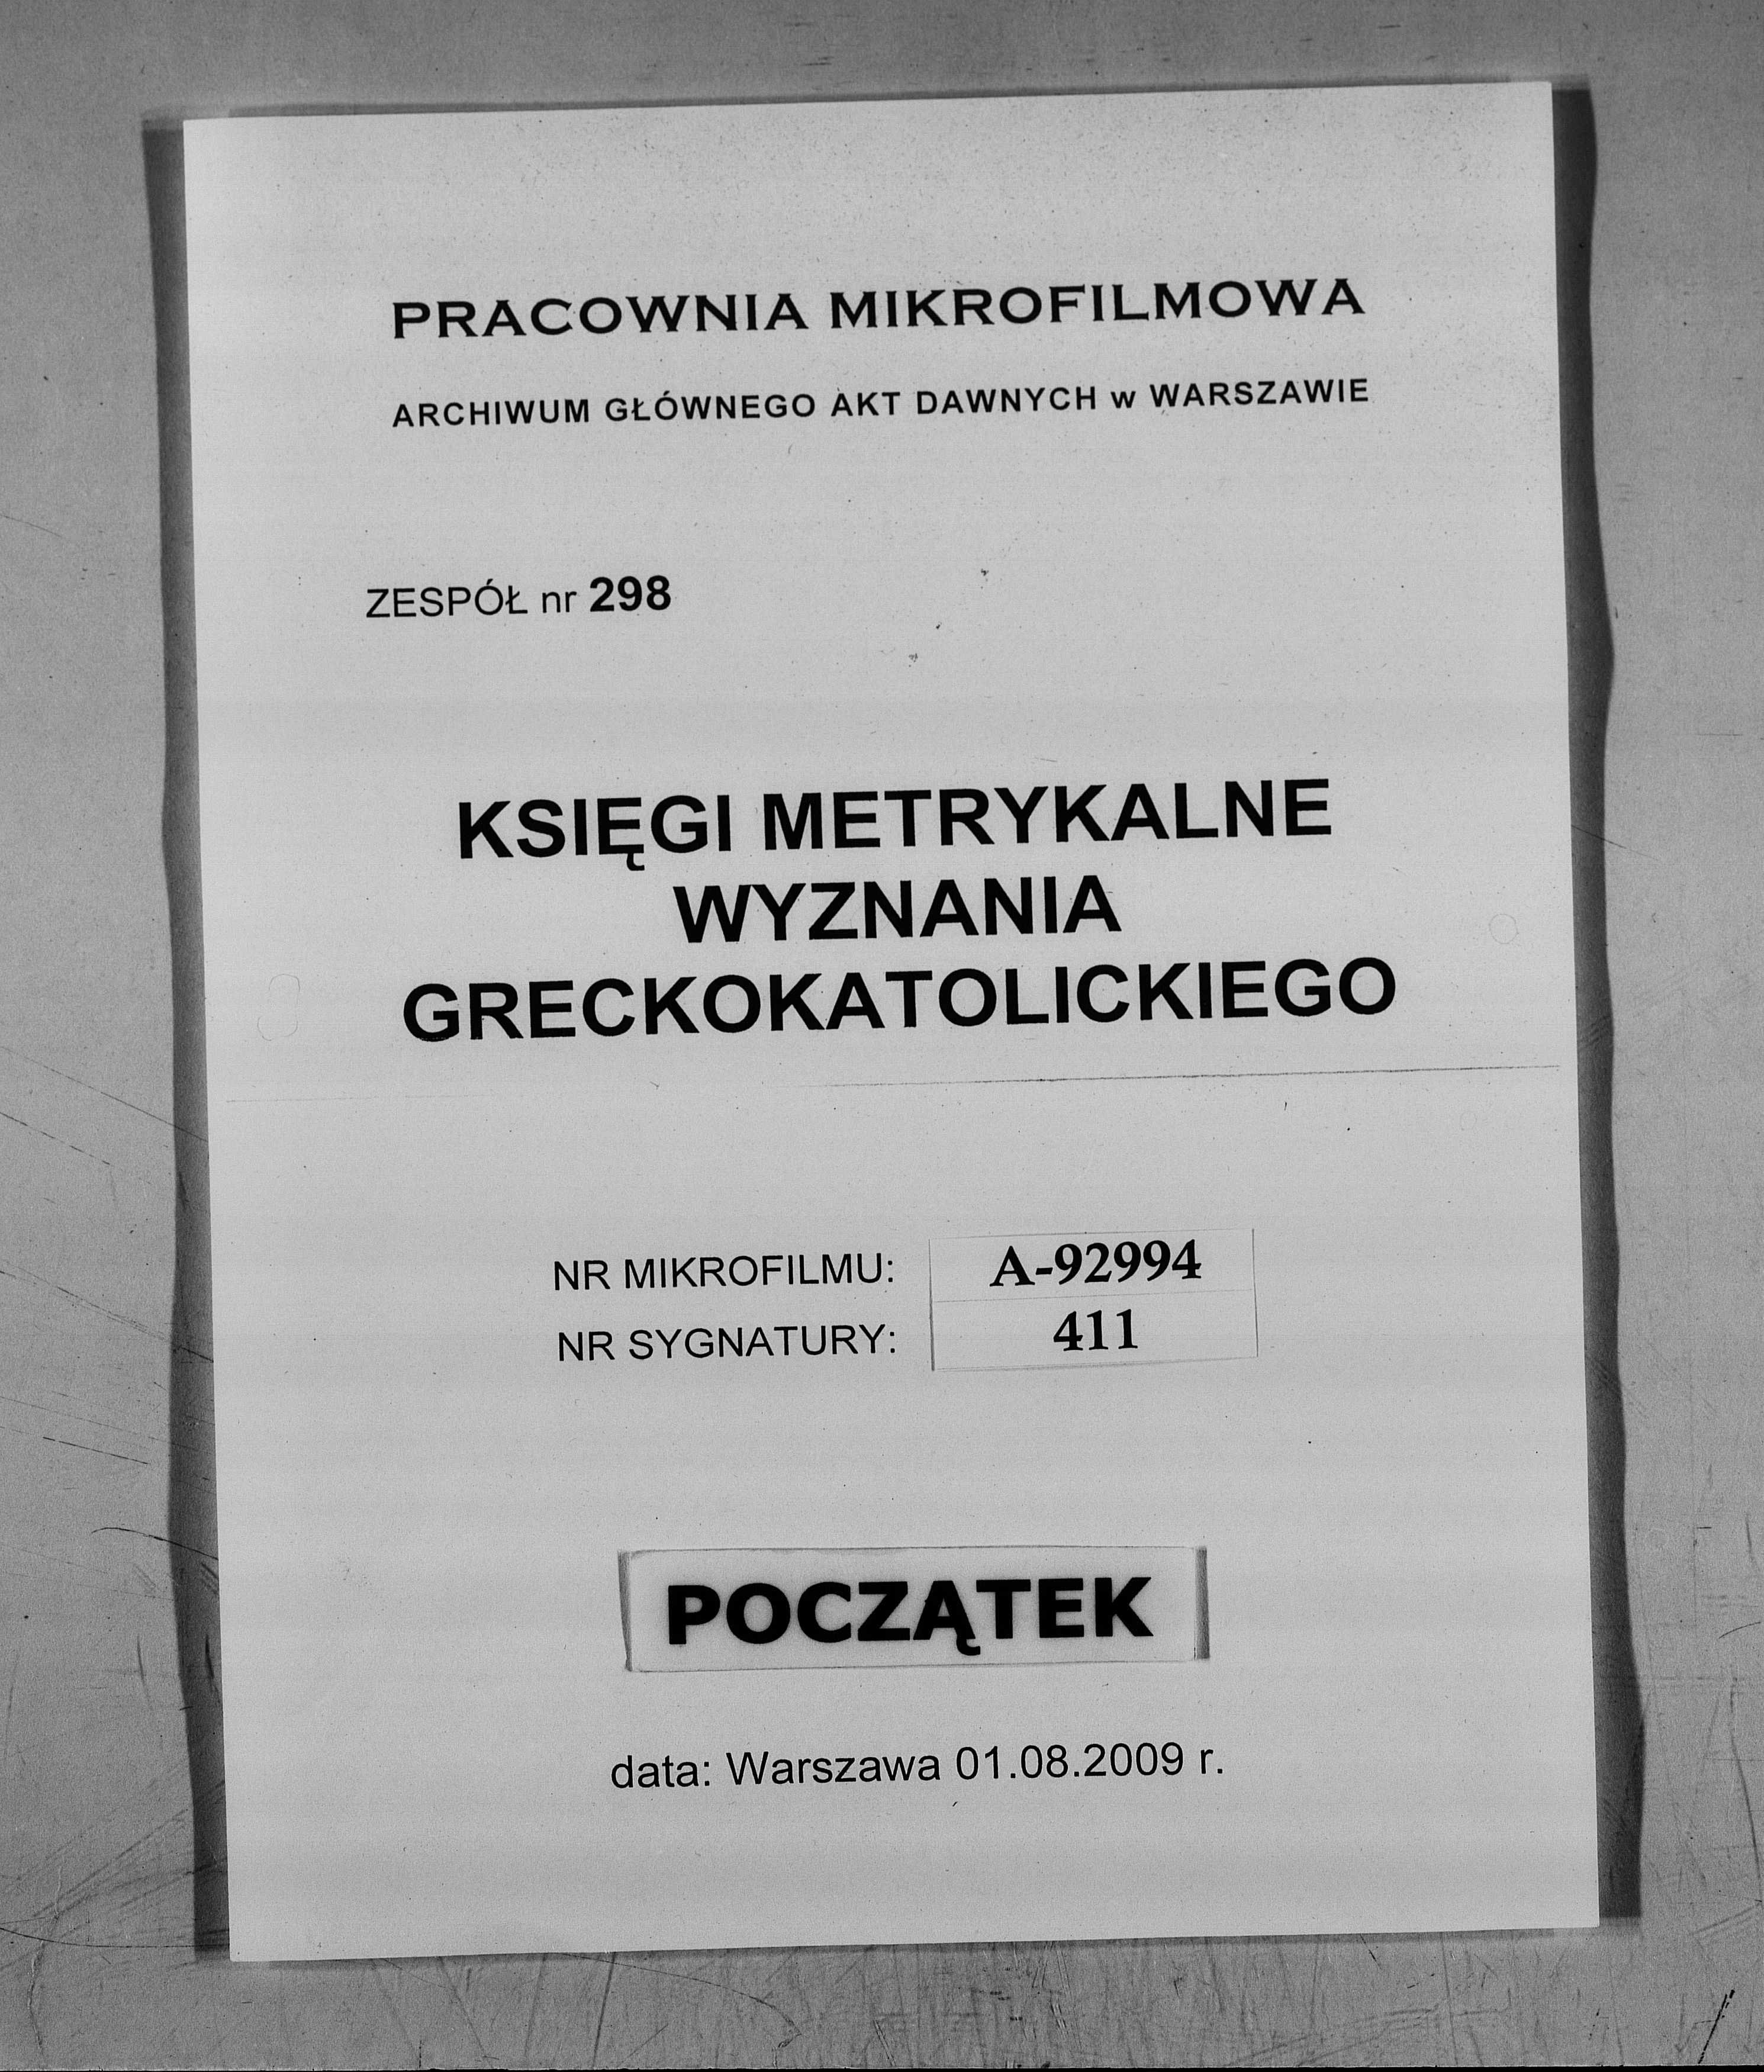 PRACOWNIA MIKROFILMOWA
ARCHIWUM GŁÓWNEGO AKT DAWNYCH w WARSZAWIE
ZESPÓŁ nr 298
KSIĘGI METRYKALNE
WYZNANIA
GRECKOKATOLICKIEGO
NR MIKROFILMU: A-92994
NR SYGNATURY: 411
POCZĄTEK
data: Warszawa 01.08.2009 r.